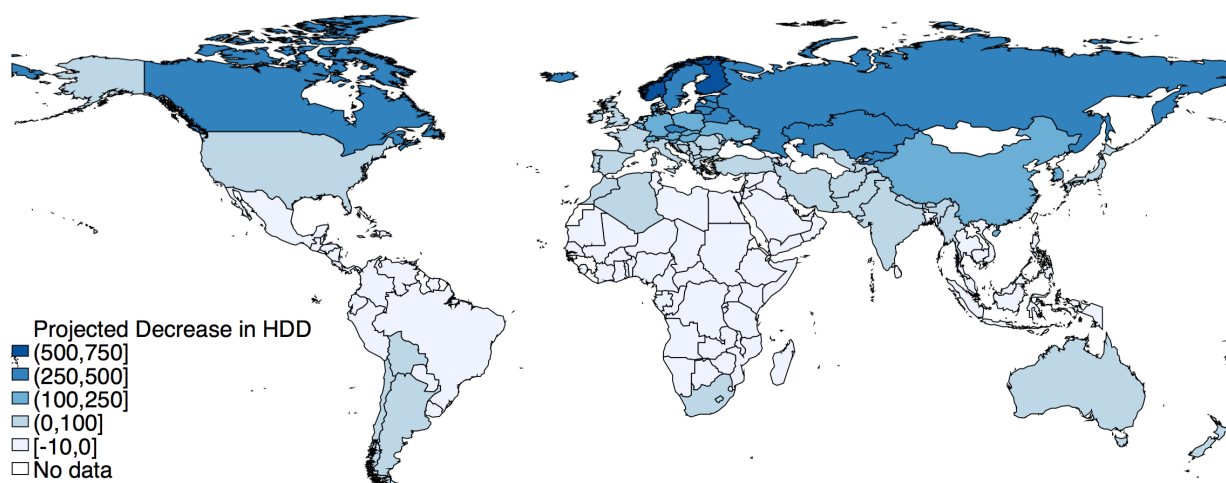 Projected Decrease in HDD
(500,750]
(250,500]
(100,250]
(0,100]
[-10,0]
No data